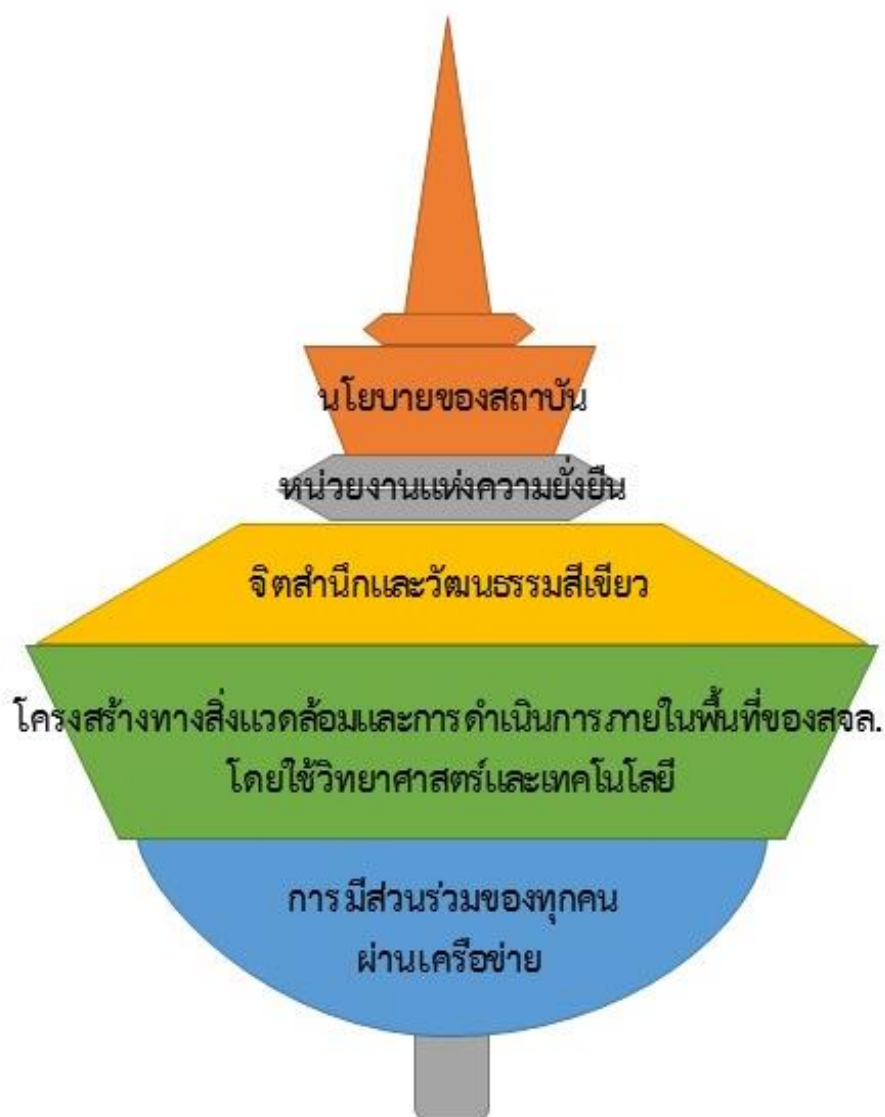 นโยบายของสถาบัน
หน่วยงานแห่งความยั่งยืน
จิตสำนึกและวัฒนธรรมสีเขียว
โครงสร้างทางสิ่งแวดล้อมและการดำเนินการภายในพื้นที่ของสจล.
โดยใช้วิทยาศาสตร์และเทคโนโลยี
การมีส่วนร่วมของทุกคน
ผ่านเครือข่าย